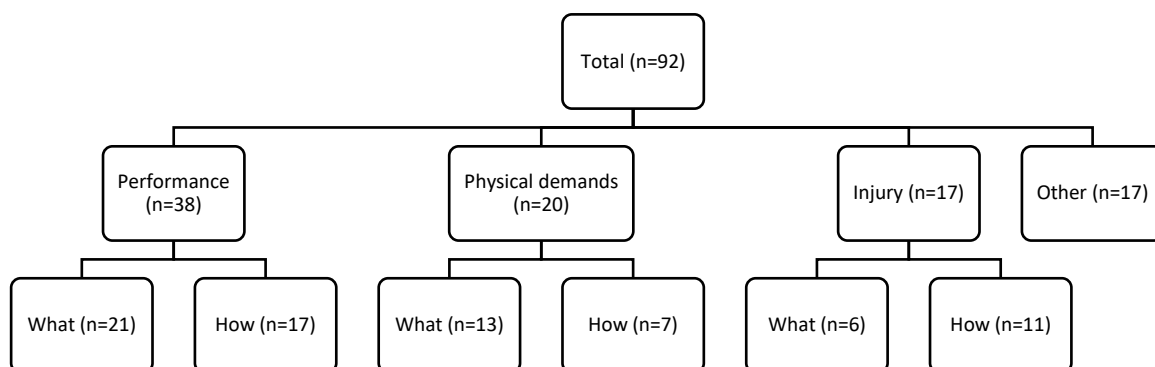 Total (n=92)
Performance
(n=38)
Physical demands
(n=20)
Injury (n=17)
Other (n=17)
What (n=21)
How (n=17)
What (n=13)
How (n=7)
What (n=6)
How (n=11)